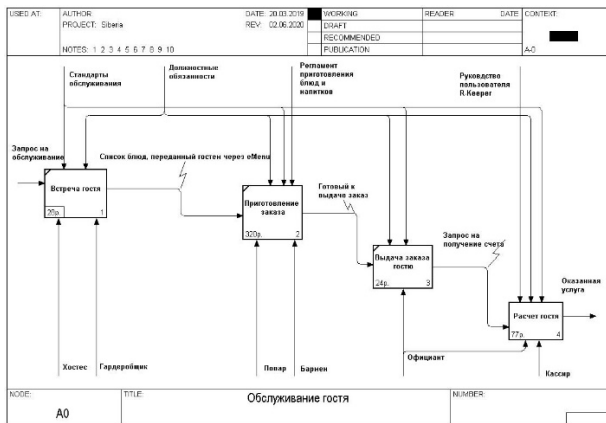 USED AT:
AUTHOR:
DATE: 20.03.2019
WORKING
READER
DATE
CONTEXT:
PROJECT: Siberia
REV: 02.06.2020
DRAFT
RECOMMENDED
NOTES: 1 2 3 4 5 6 7 8 9 10
PUBLICATION
A-0
Стандарты
обслуживания
Должностные
обязанности
Регламент
приготовления
блюд и
напитков
Руководство
пользователя
R-Keeper
Запрос на
обслуживание
Список блюд, переданный гостем через eMenu
Встреча гостя
26р.
1
Приготовление
заказа
320р.
2
Готовый к
выдаче заказ
Выдача заказа
гостю
24р.
3
Запрос на
получение счета
Оказанная
услуга
Расчет гостя
77р.
4
Хостес
Гардеробщик
Повар
Бармен
Официант
Кассир
NODE:
TITLE:
Обслуживание гостя
NUMBER:
A0